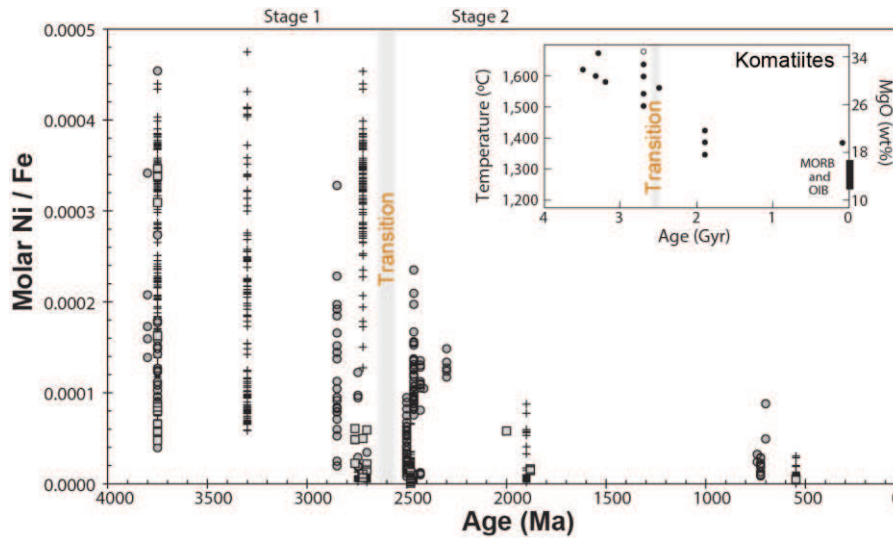 Stage 1 Stage 2
Molar Ni / Fe
0.0005
0.0004
0.0003
0.0002
0.0001
0.0000
Transition
4000 3500 3000 2500 2000 1500 1000 500
Age (Ma)
Komatiites
Temperature (ºC)
1,600
1,500
1,400
1,300
1,200
Transition
MORB
and
OIB
34
26
18
10
MgO (wt%)
4 3 2 1 0
Age (Gyr)